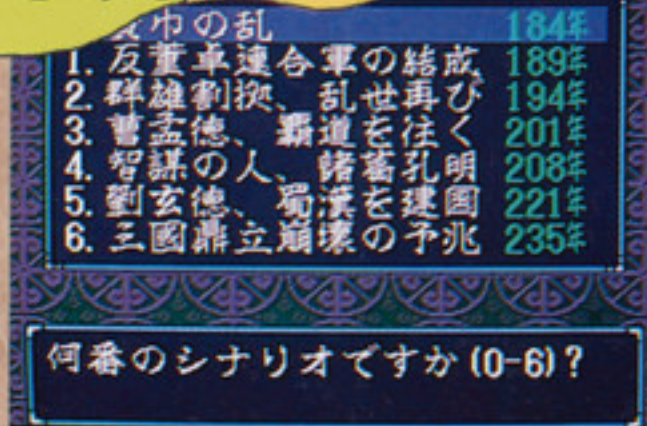 巾の乱 184年
1. 反董卓連合軍の結成 189年
2. 群雄割拠、乱世再び 194年
3. 曹孟徳、覇道を往く 201年
4. 智謀の人、諸葛孔明 208年
5. 劉玄徳、蜀漢を建国 221年
6. 三國鼎立崩壊の予兆 235年
何番のシナリオですか(0-6)?